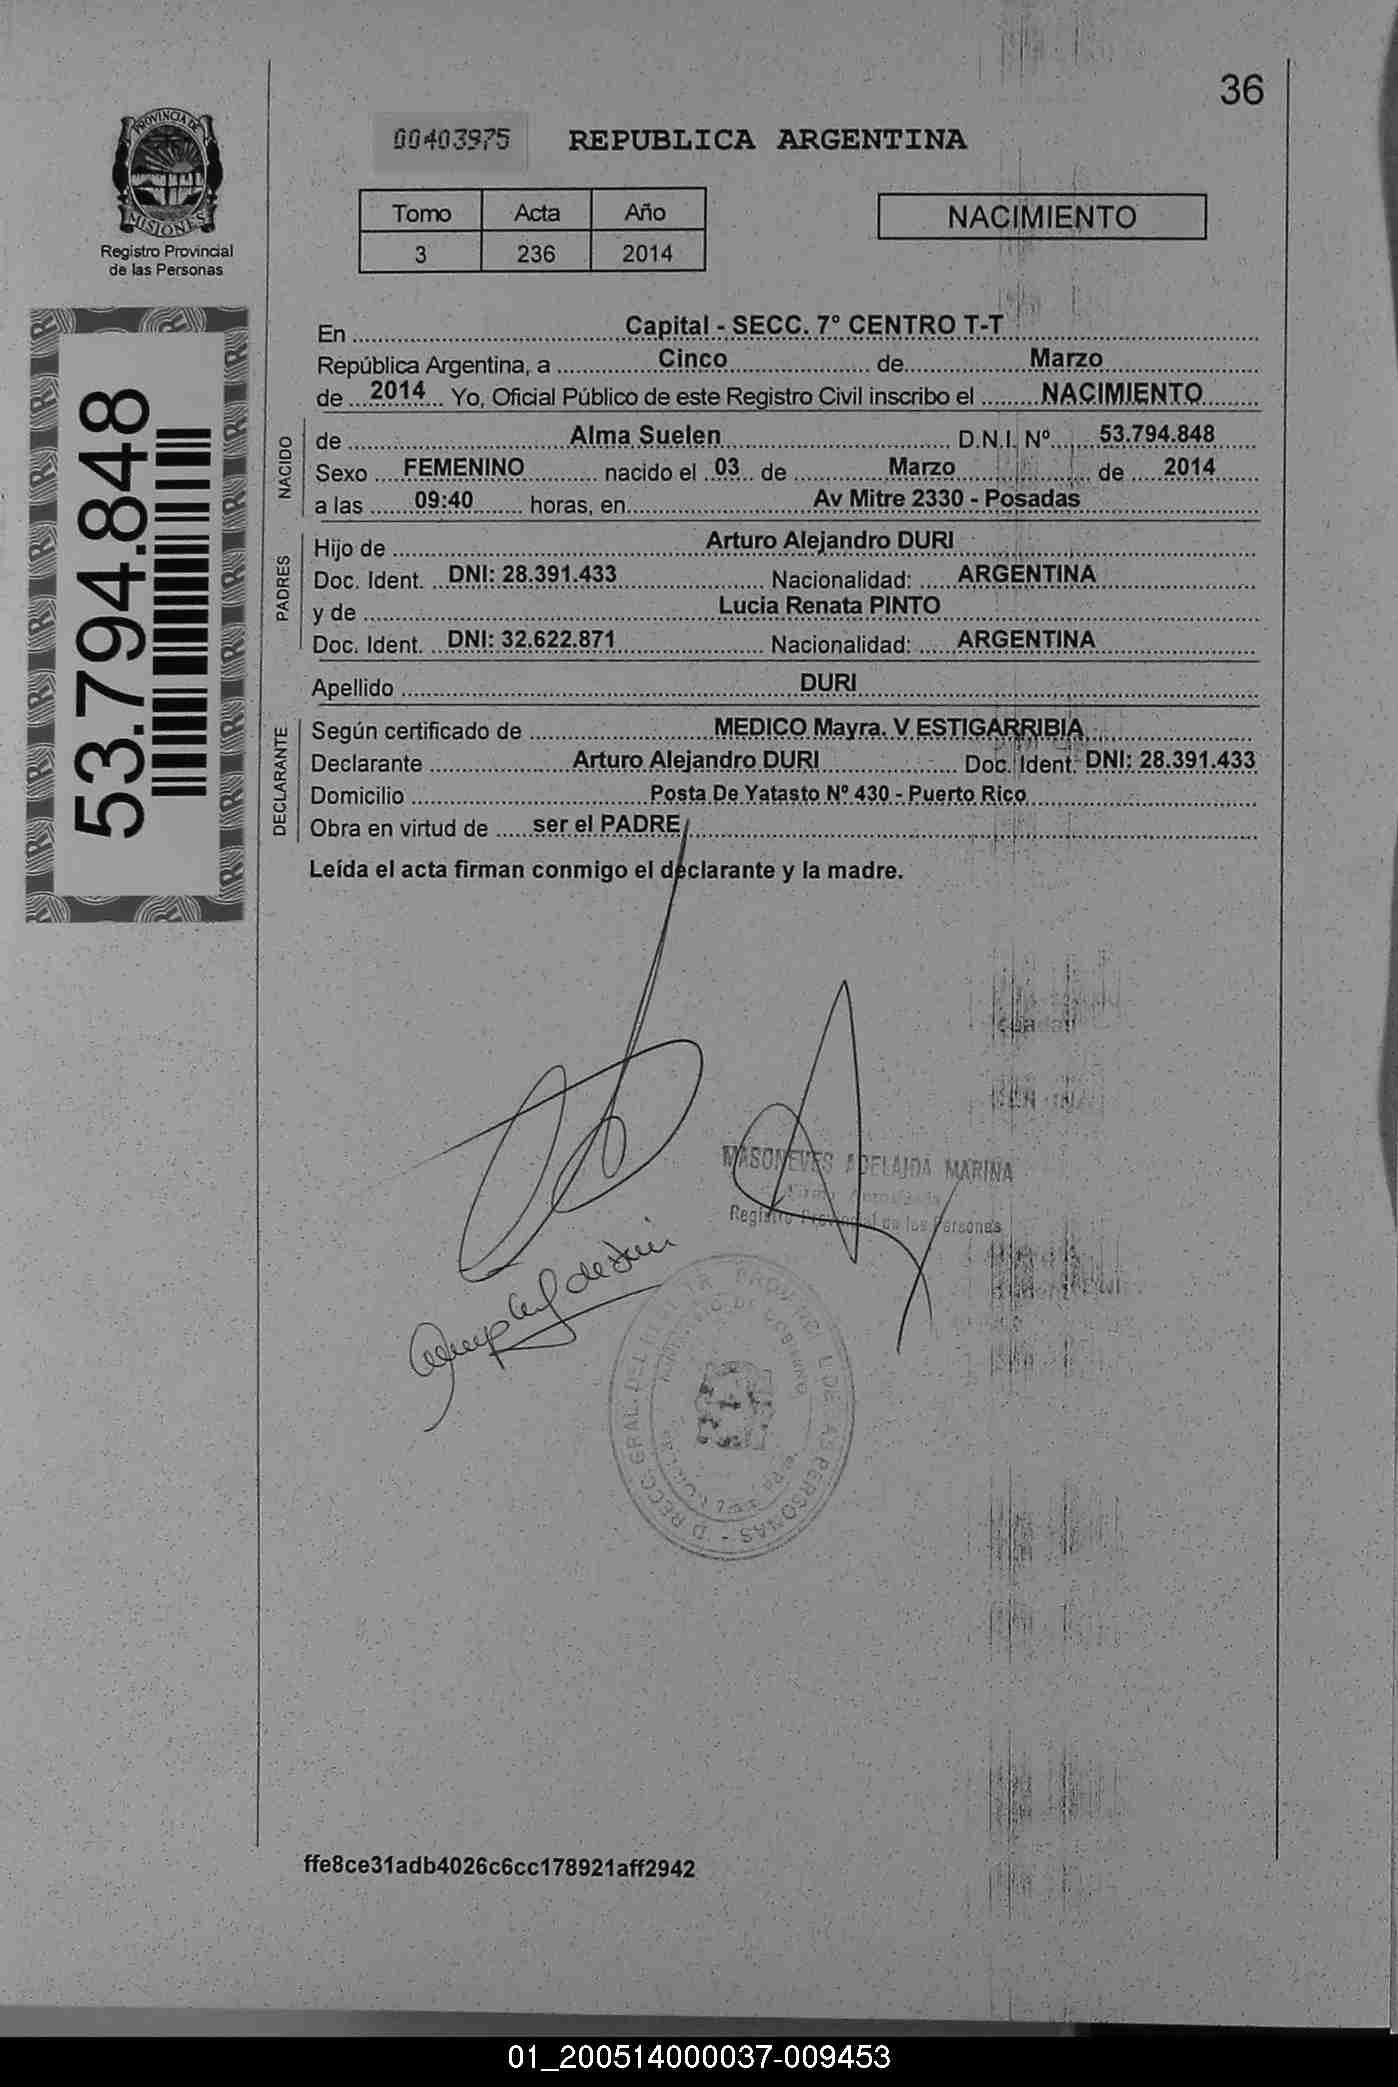 36
PROVINCIA DE
MISIONES
Registro Provincial
de las Personas
00403975 REPUBLICA ARGENTINA
Tomo Acta Año
3 236 2014
NACIMIENTO
53.794.848
En Capital - SECC. 7° CENTRO T-T
República Argentina, a Cinco de Marzo
de 2014 Yo, Oficial Público de este Registro Civil inscribo el NACIMIENTO
NACIDO
de Alma Suelen D.N.I. Nº 53.794.848
Sexo FEMENINO nacido el 03 de Marzo de 2014
a las 09:40 horas, en Av Mitre 2330 - Posadas
PADRES
Hijo de Arturo Alejandro DURI
Doc. Ident. DNI: 28.391.433 Nacionalidad: ARGENTINA
y de Lucia Renata PINTO
Doc. Ident. DNI: 32.622.871 Nacionalidad: ARGENTINA
Apellido DURI
DECLARANTE
Según certificado de MEDICO Mayra. V ESTIGARRIBIA
Declarante Arturo Alejandro DURI Doc. Ident. DNI: 28.391.433
Domicilio Posta De Yatasto Nº 430 - Puerto Rico
Obra en virtud de ser el PADRE
Leída el acta firman conmigo el declarante y la madre.
MASONEVES ADELAIDA MARINA
Registro Provincial de las Personas
ffe8ce31adb4026c6cc178921aff2942
01_200514000037-009453